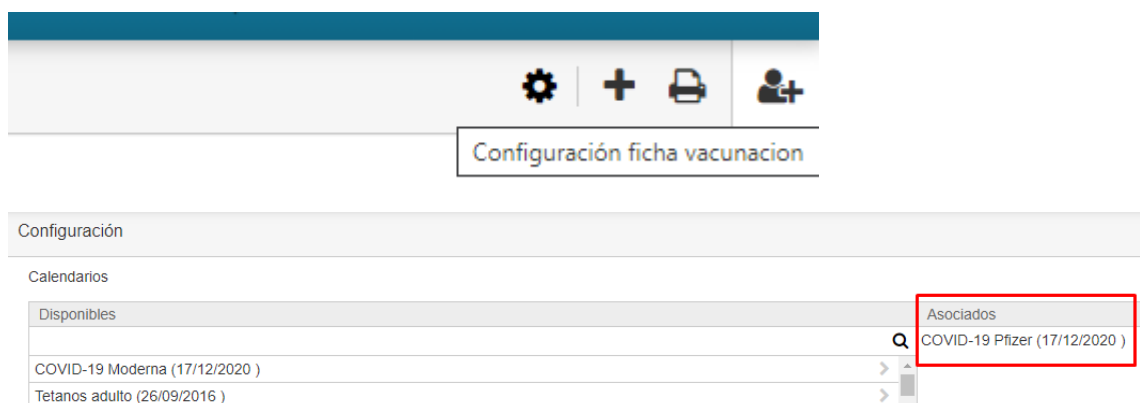 Configuración ficha vacunacion
Configuración
Calendarios
Disponibles
Asociados
COVID-19 Pfizer (17/12/2020 )
COVID-19 Moderna (17/12/2020 )
Tetanos adulto (26/09/2016 )